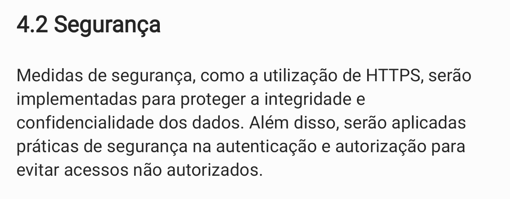 4.2 Segurança
Medidas de segurança, como a utilização de HTTPS, serão
implementadas para proteger a integridade e
confidencialidade dos dados. Além disso, serão aplicadas
práticas de segurança na autenticação e autorização para
evitar acessos não autorizados.